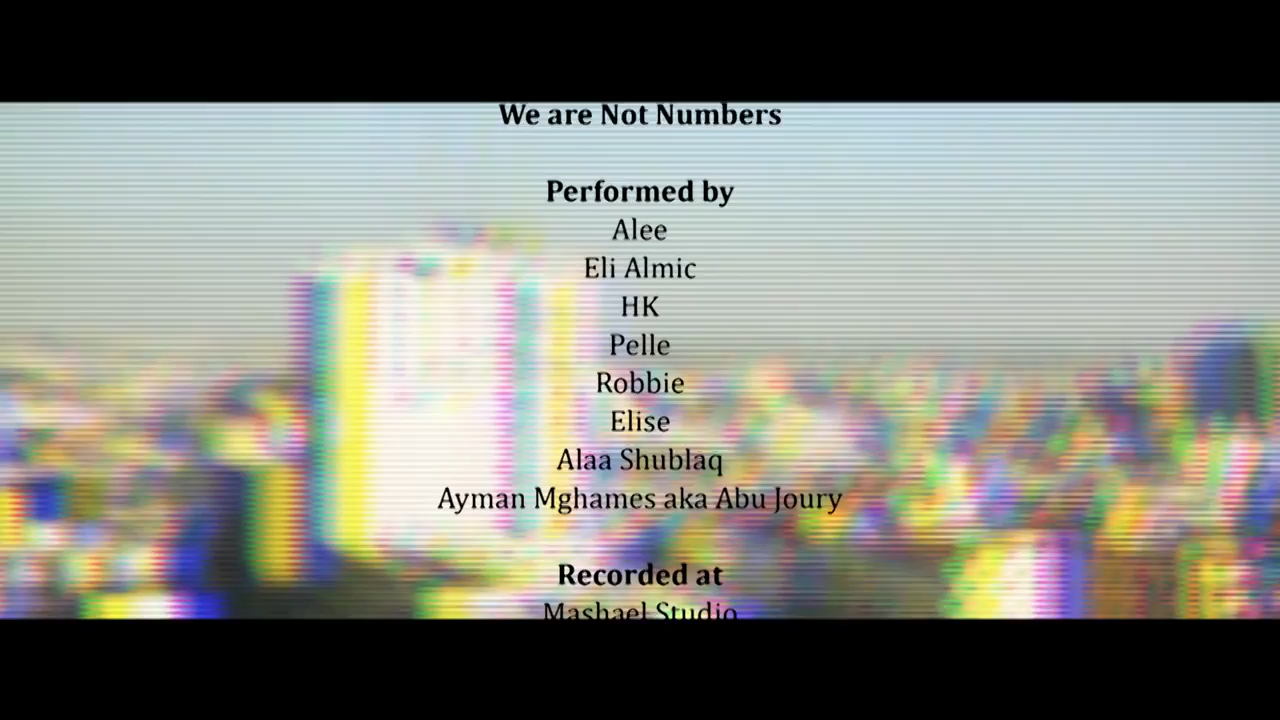 We are Not Numbers
Performed by
Alee
Eli Almic
HK
Pelle
Robbie
Elise
Alaa Shublaq
Ayman Mghames aka Abu Joury
Recorded at
Mashael Studio